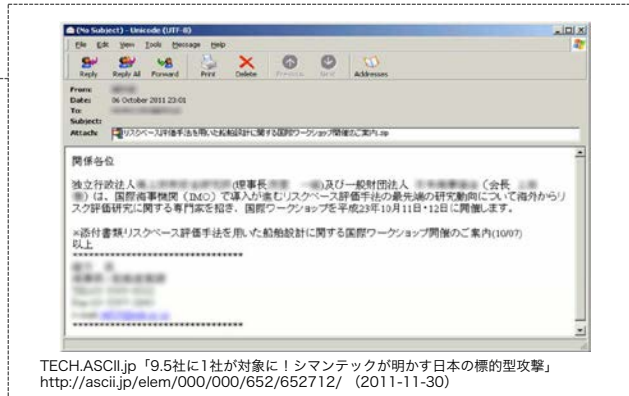 (No Subject) - Unicode (UTF-8)
File Edit View Tools Message Help
Reply Reply All Forward Print Delete Previous Next Addresses
From:
Date: 06 October 2011 23:01
To:
Subject:
Attach: リスクベース評価手法を用いた船舶設計に関する国際ワークショップ開催のご案内.zip
関係各位
独立行政法人 (理事長 )及び一般財団法人 (会長
)は、国際海事機関(IMO)で導入が進むリスクベース評価手法の最先端の研究動向について海外からリ
スク評価研究に関する専門家を招き、国際ワークショップを平成23年10月11日・12日に開催します。
※添付書類リスクベース評価手法を用いた船舶設計に関する国際ワークショップ開催のご案内(10/07)
以上
**********************************
**********************************
TECH.ASCII.jp「9.5社に1社が対象に！シマンテックが明かす日本の標的型攻撃」
http://ascii.jp/elem/000/000/652/652712/ （2011-11-30）